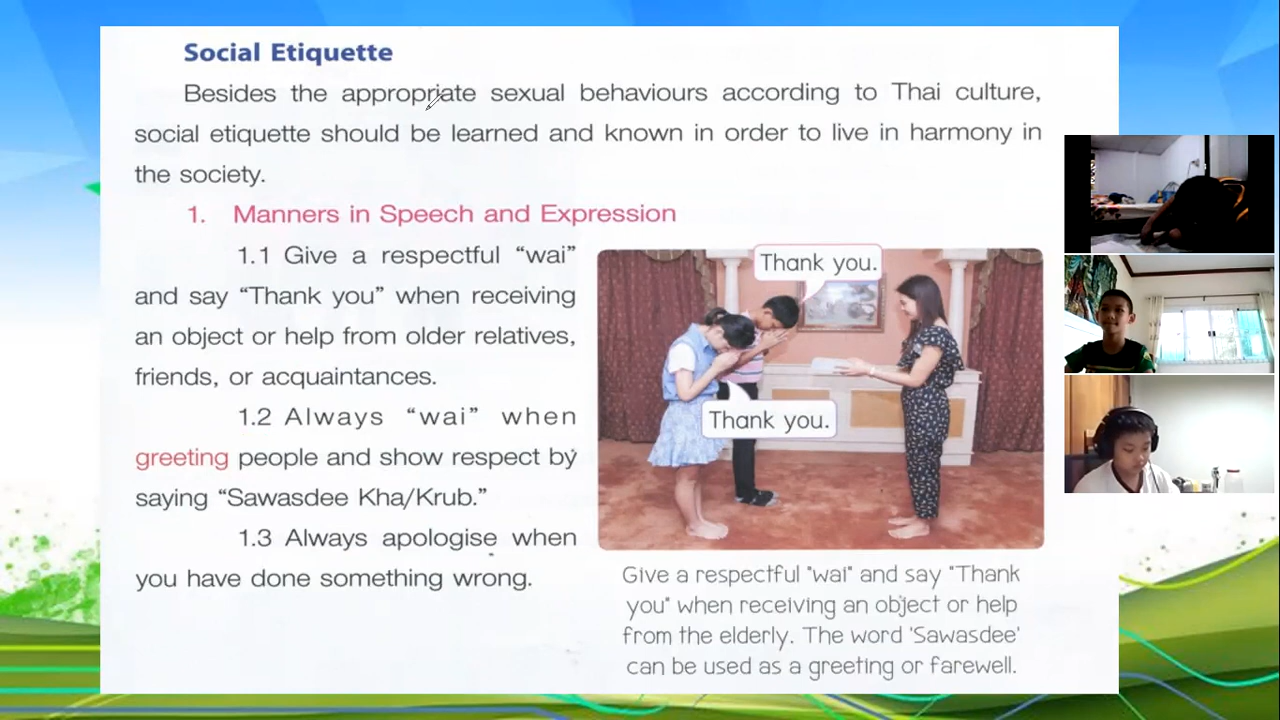 Social Etiquette
Besides the appropriate sexual behaviours according to Thai culture,
social etiquette should be learned and known in order to live in harmony in
the society.
1. Manners in Speech and Expression
1.1 Give a respectful “wai”
and say “Thank you” when receiving
an object or help from older relatives,
friends, or acquaintances.
1.2 Always “wai” when
greeting people and show respect by
saying “Sawasdee Kha/Krub.”
1.3 Always apologise when
you have done something wrong.
Thank you.
Thank you.
Give a respectful "wai" and say "Thank
you" when receiving an object or help
from the elderly. The word 'Sawasdee'
can be used as a greeting or farewell.